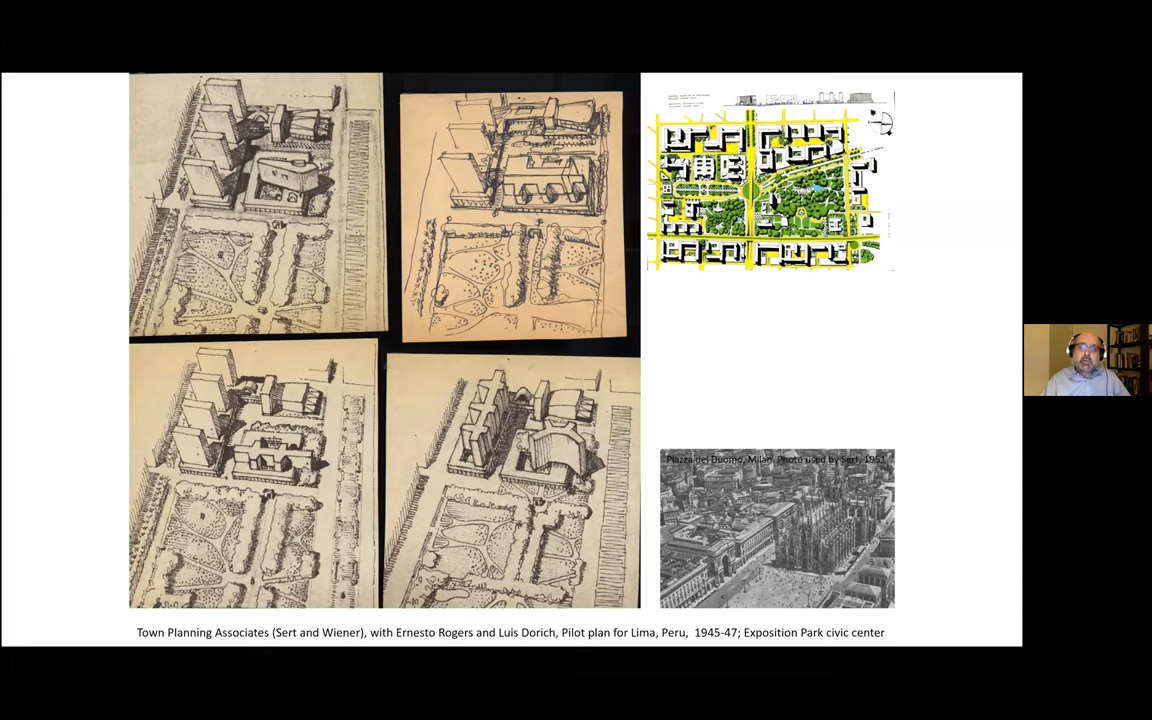 Piazza del Duomo, Milan. Photo used by Sert, 1951
Town Planning Associates (Sert and Wiener), with Ernesto Rogers and Luis Dorich, Pilot plan for Lima, Peru, 1945-47; Exposition Park civic center